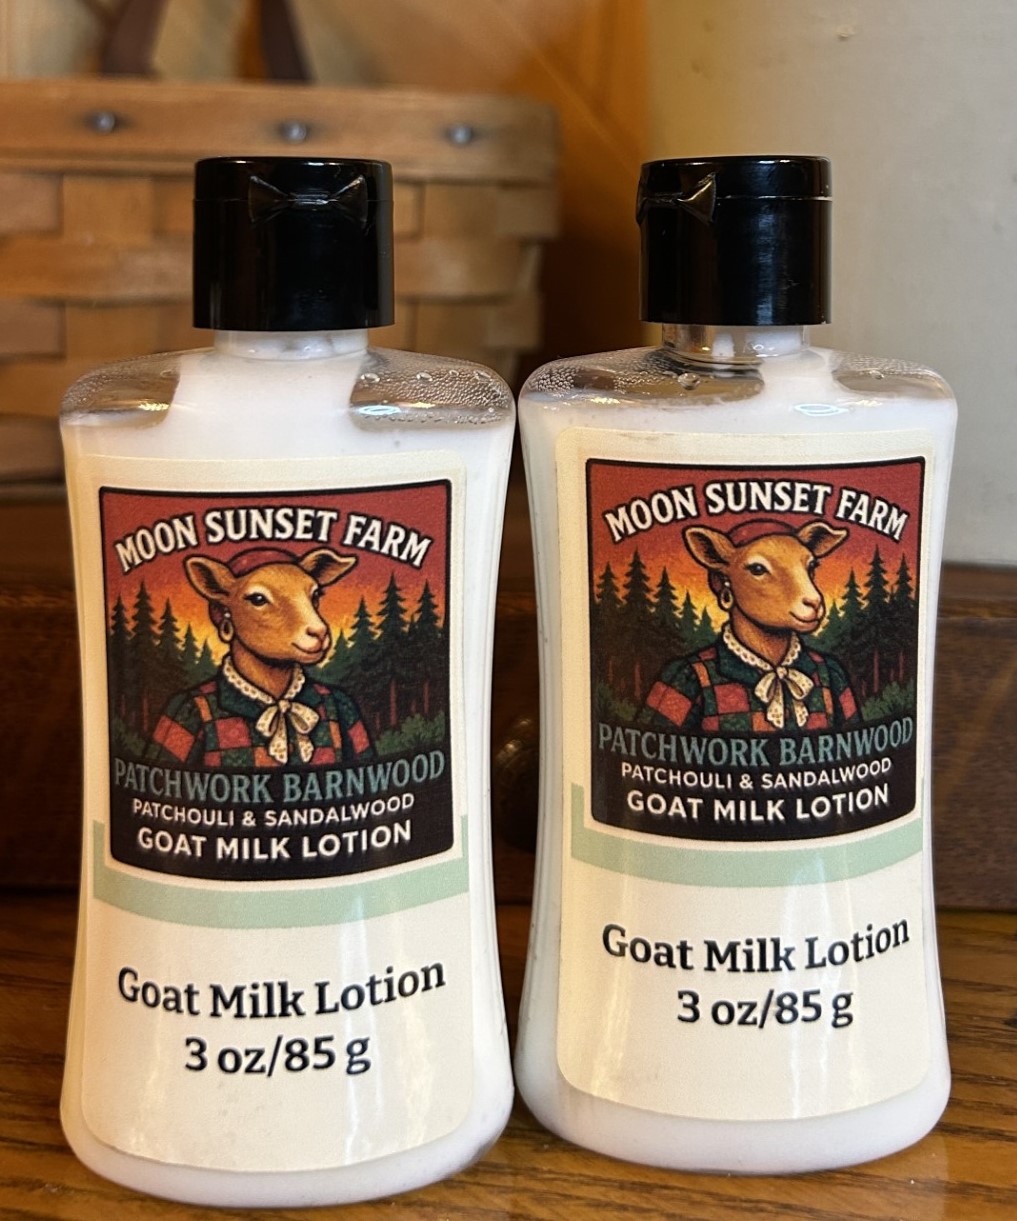 MOON SUNSET FARM
PATCHWORK BARNWOOD
PATCHOULI & SANDALWOOD
GOAT MILK LOTION
Goat Milk Lotion
3 oz/85 g
MOON SUNSET FARM
PATCHWORK BARNWOOD
PATCHOULI & SANDALWOOD
GOAT MILK LOTION
Goat Milk Lotion
3 oz/85 g